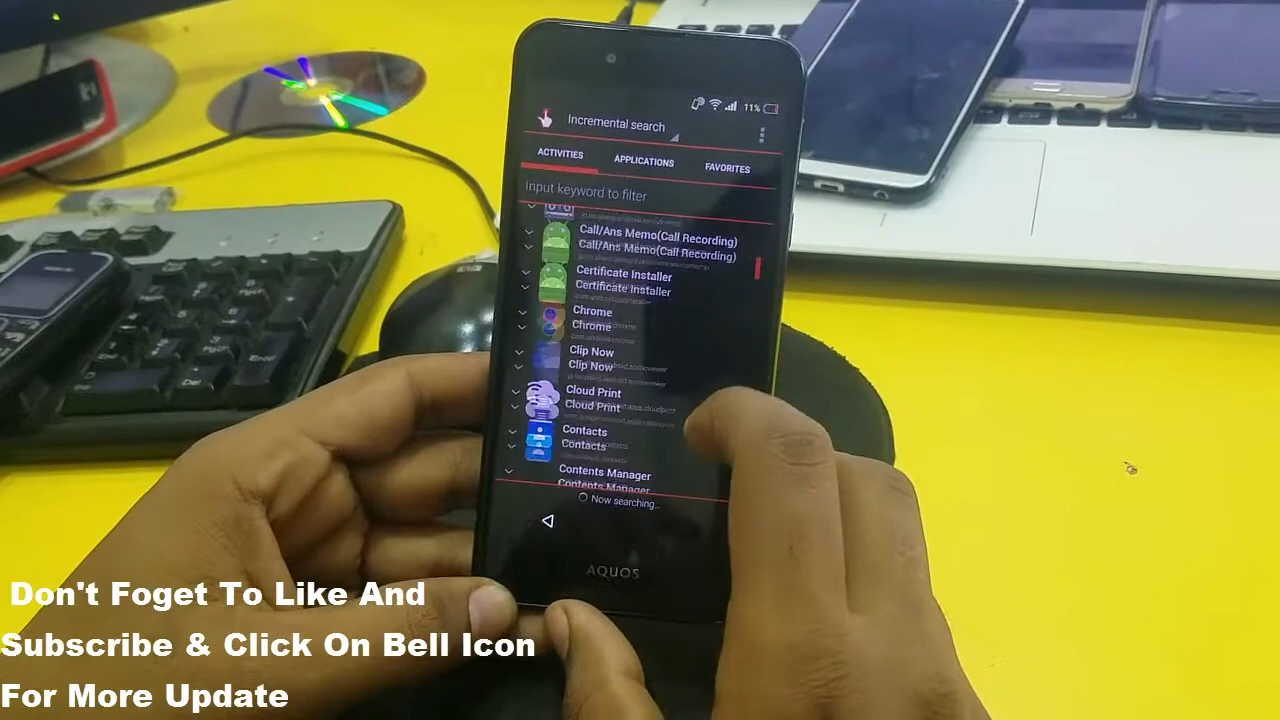 11%
Incremental search
ACTIVITIES APPLICATIONS FAVORITES
Input keyword to filter
Call/Ans Memo(Call Recording)
Call/Ans Memo(Call Recording)
Certificate Installer
Certificate Installer
Chrome
Chrome
Clip Now
Clip Now
Cloud Print
Cloud Print
Contacts
Contacts
Contents Manager
Contents Manager
Now searching...
AQUOS
Enter
Don't Foget To Like And
Subscribe & Click On Bell Icon
For More Update